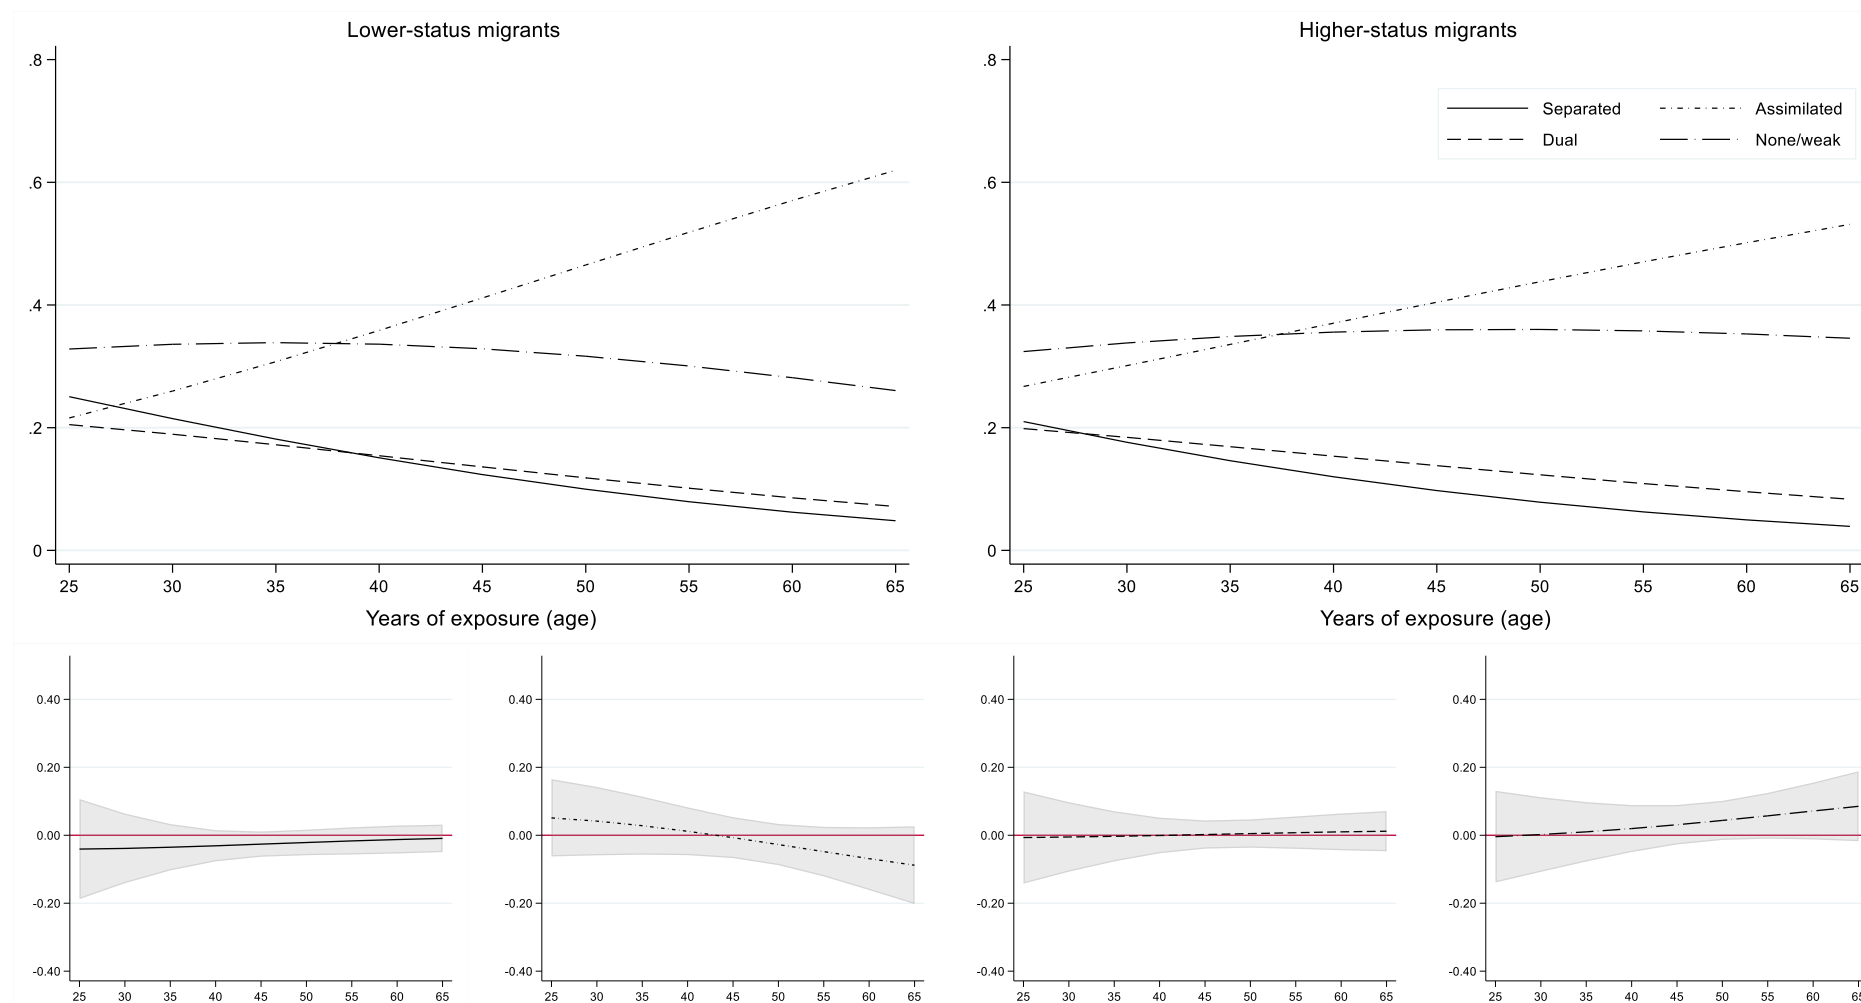 Lower-status migrants
.8
.6
.4
.2
0
25 30 35 40 45 50 55 60 65
Years of exposure (age)
Higher-status migrants
.8
.6
.4
.2
0
Separated Assimilated
Dual None/weak
25 30 35 40 45 50 55 60 65
Years of exposure (age)
0.40
0.20
0.00
-0.20
-0.40
25 30 35 40 45 50 55 60 65
0.40
0.20
0.00
-0.20
-0.40
25 30 35 40 45 50 55 60 65
0.40
0.20
0.00
-0.20
-0.40
25 30 35 40 45 50 55 60 65
0.40
0.20
0.00
-0.20
-0.40
25 30 35 40 45 50 55 60 65